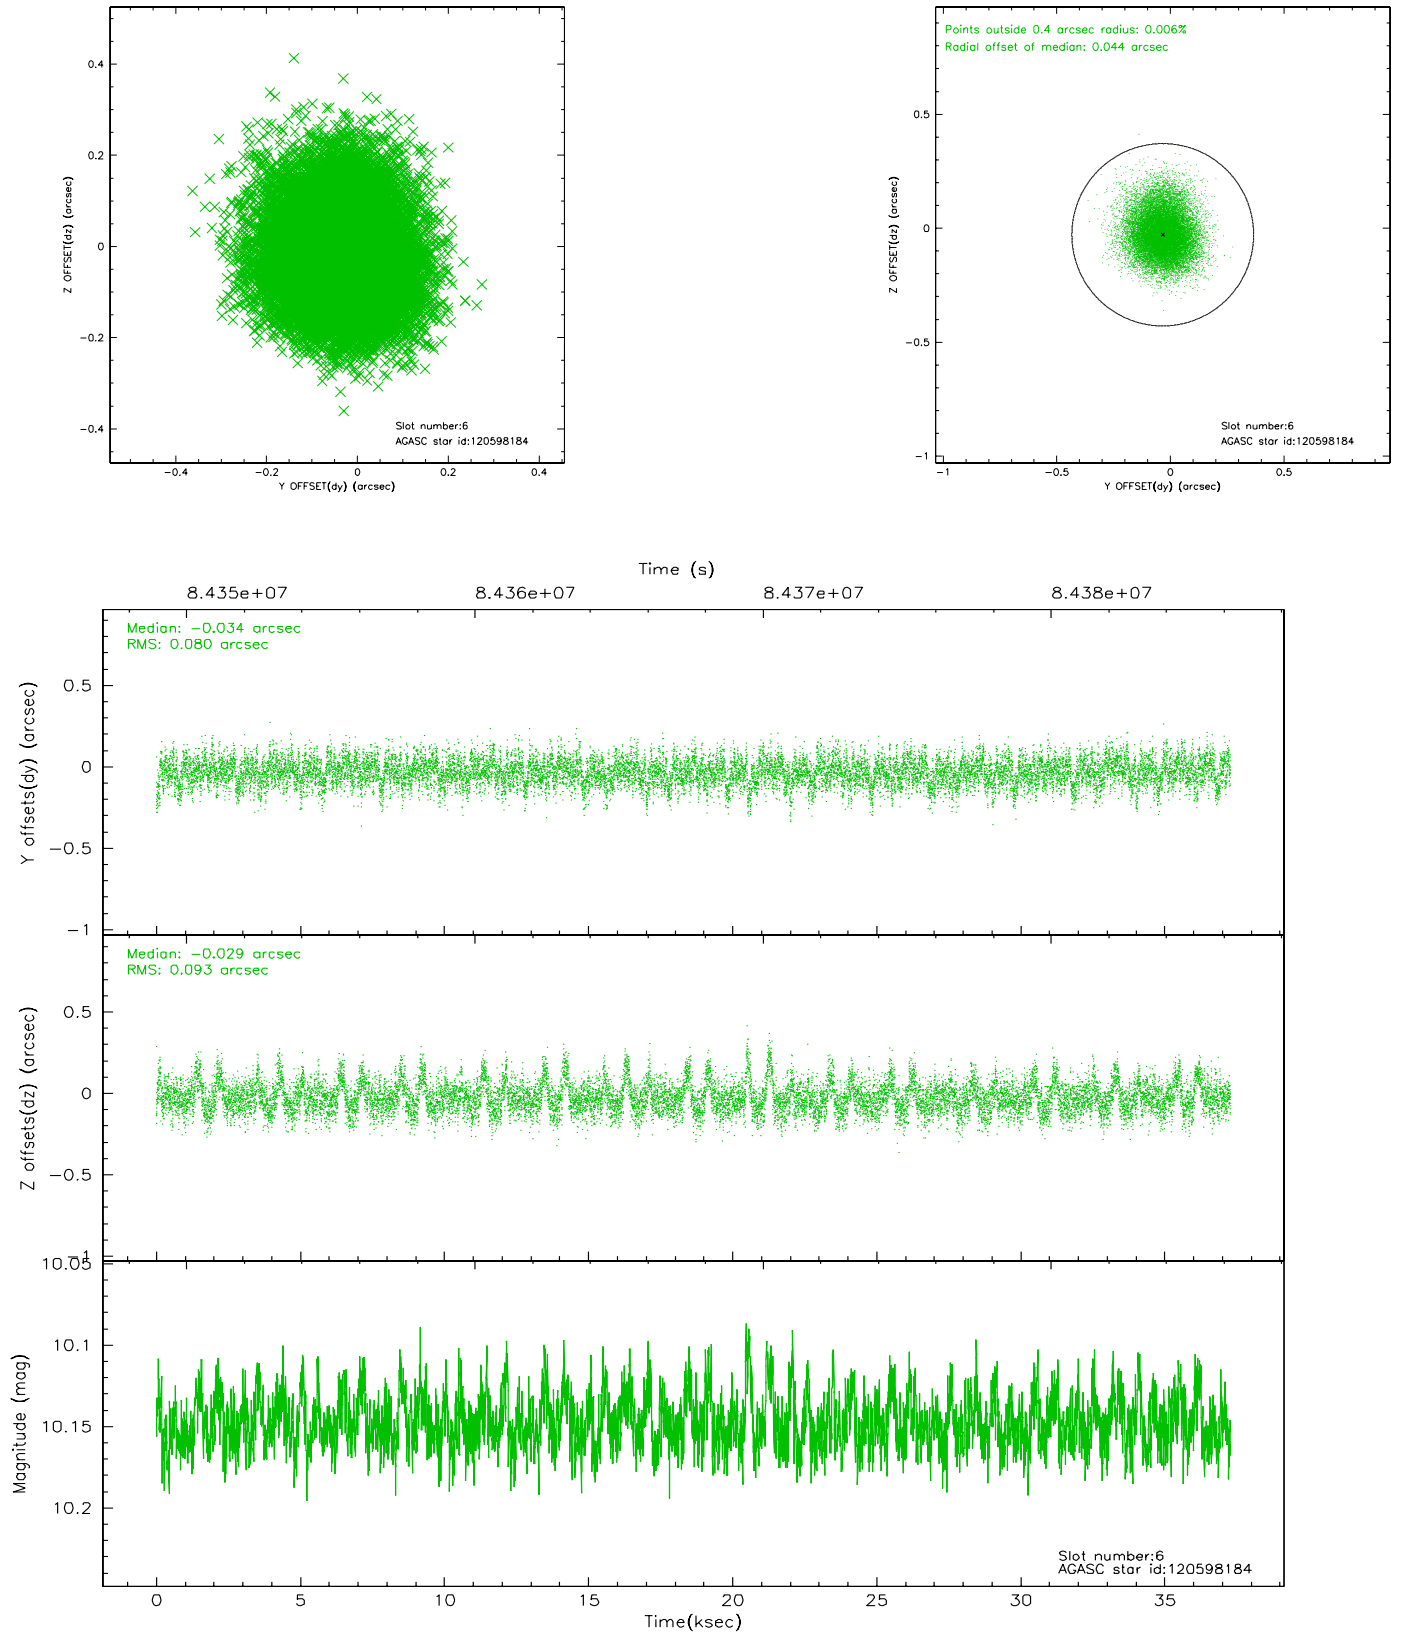 0.4
0.2
0
-0.2
-0.4
Z OFFSET(dz) (arcsec)
Slot number:6
AGASC star id:120598184
-0.4 -0.2 0 0.2 0.4
Y OFFSET(dy) (arcsec)
Points outside 0.4 arcsec radius: 0.006%
Radial offset of median: 0.044 arcsec
0.5
0
-0.5
-1
Z OFFSET(dz) (arcsec)
Slot number:6
AGASC star id:120598184
-1 -0.5 0 0.5
Y OFFSET(dy) (arcsec)
Time (s)
8.435e+07 8.436e+07 8.437e+07 8.438e+07
Median: -0.034 arcsec
RMS: 0.080 arcsec
0.5
0
-0.5
-1
Y offsets(dy) (arcsec)
Median: -0.029 arcsec
RMS: 0.093 arcsec
0.5
0
-0.5
-1
Z offsets(dz) (arcsec)
10.05
10.1
10.15
10.2
Magnitude (mag)
Slot number:6
AGASC star id:120598184
0 5 10 15 20 25 30 35
Time(ksec)